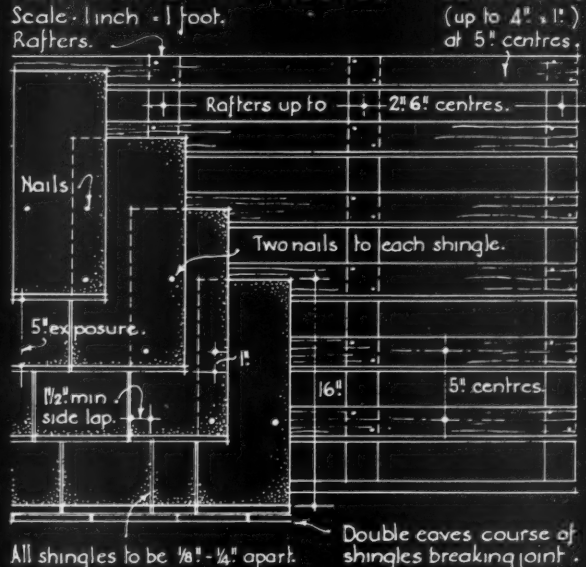 Scale · 1 inch = 1 foot.
Rafters.
(up to 4" x 1")
at 5" centres.
Rafters up to 2'. 6" centres.
Nails
Two nails to each shingle.
5" exposure.
1"
1½" min
side lap.
16"
5" centres.
Double eaves course of
shingles breaking joint.
All shingles to be ⅛" - ¼" apart.